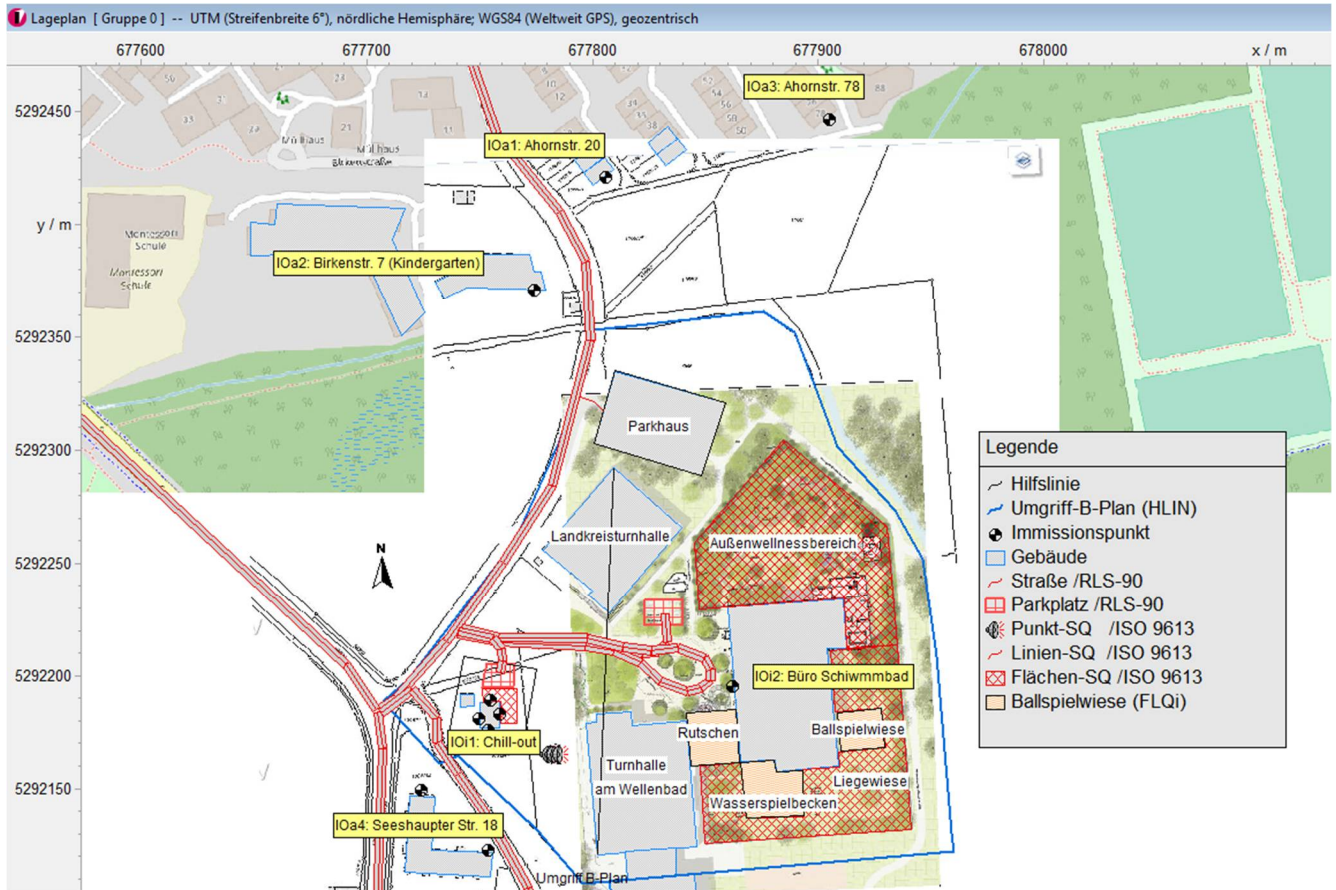 Lageplan [ Gruppe 0 ] -- UTM (Streifenbreite 6°), nördliche Hemisphäre; WGS84 (Weltweit GPS), geozentrisch
677600 677700 677800 677900 678000 x / m
5292450
y / m
5292350
5292300
5292250
5292200
5292150
IOa3: Ahornstr. 78
IOa1: Ahornstr. 20
Montessori
Schule
Montessori
Schule
IOa2: Birkenstr. 7 (Kindergarten)
Parkhaus
Landkreisturnhalle
Außenwellnessbereich
N
IOi2: Büro Schiwmmbad
Rutschen
Ballspielwiese
IOi1: Chill-out
Turnhalle
am Wellenbad
Liegewiese
Wasserspielbecken
IOa4: Seeshaupter Str. 18
Umgriff B-Plan
Legende
Hilfslinie
Umgriff-B-Plan (HLIN)
Immissionspunkt
Gebäude
Straße /RLS-90
Parkplatz /RLS-90
Punkt-SQ /ISO 9613
Linien-SQ /ISO 9613
Flächen-SQ /ISO 9613
Ballspielwiese (FLQi)